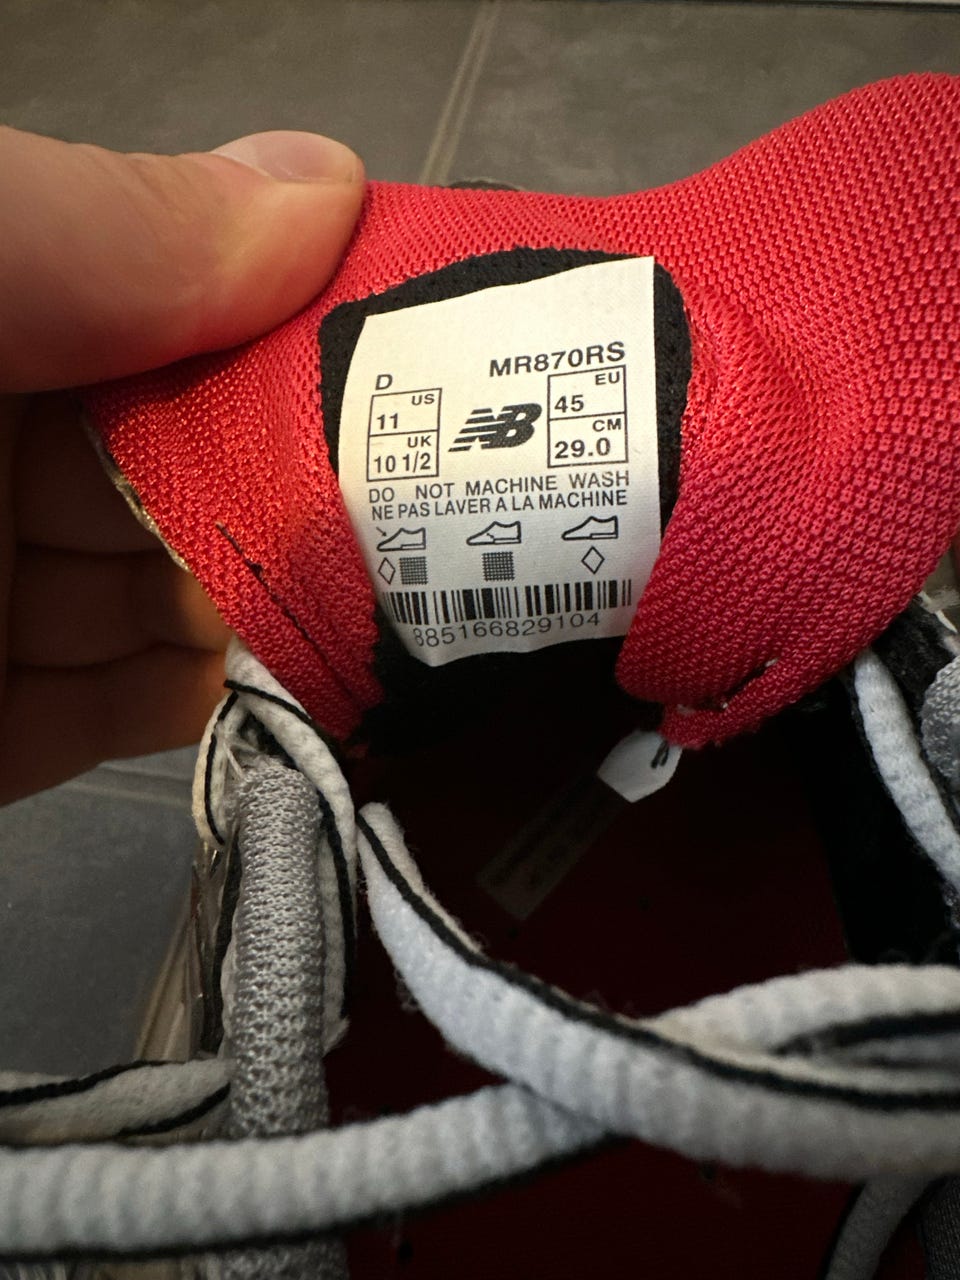 MR870RS
D
US
11
UK
10 1/2
NB
EU
45
CM
29.0
DO NOT MACHINE WASH
NE PAS LAVER A LA MACHINE
885166829104